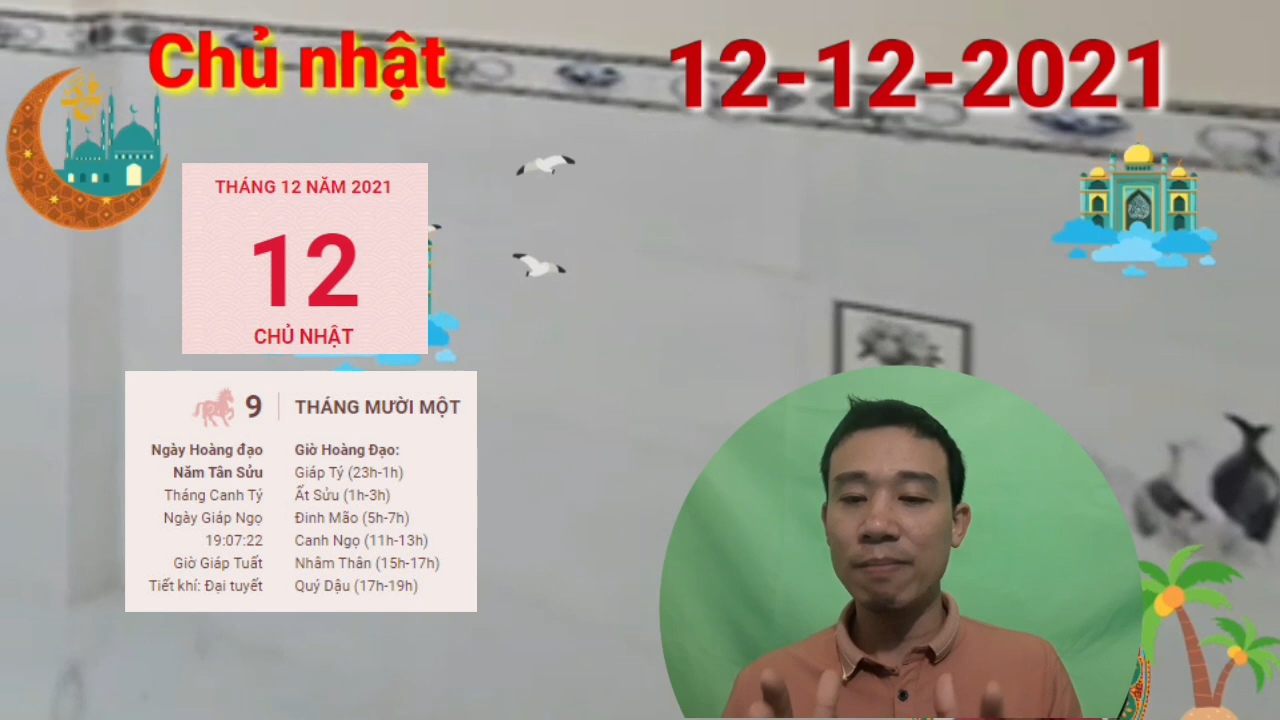 Chủ nhật
12-12-2021
THÁNG 12 NĂM 2021
12
CHỦ NHẬT
9
THÁNG MƯỜI MỘT
Ngày Hoàng đạo
Năm Tân Sửu
Tháng Canh Tý
Ngày Giáp Ngọ
19:07:22
Giờ Giáp Tuất
Tiết khí: Đại tuyết
Giờ Hoàng Đạo:
Giáp Tý (23h-1h)
Ất Sửu (1h-3h)
Đinh Mão (5h-7h)
Canh Ngọ (11h-13h)
Nhâm Thân (15h-17h)
Quý Dậu (17h-19h)